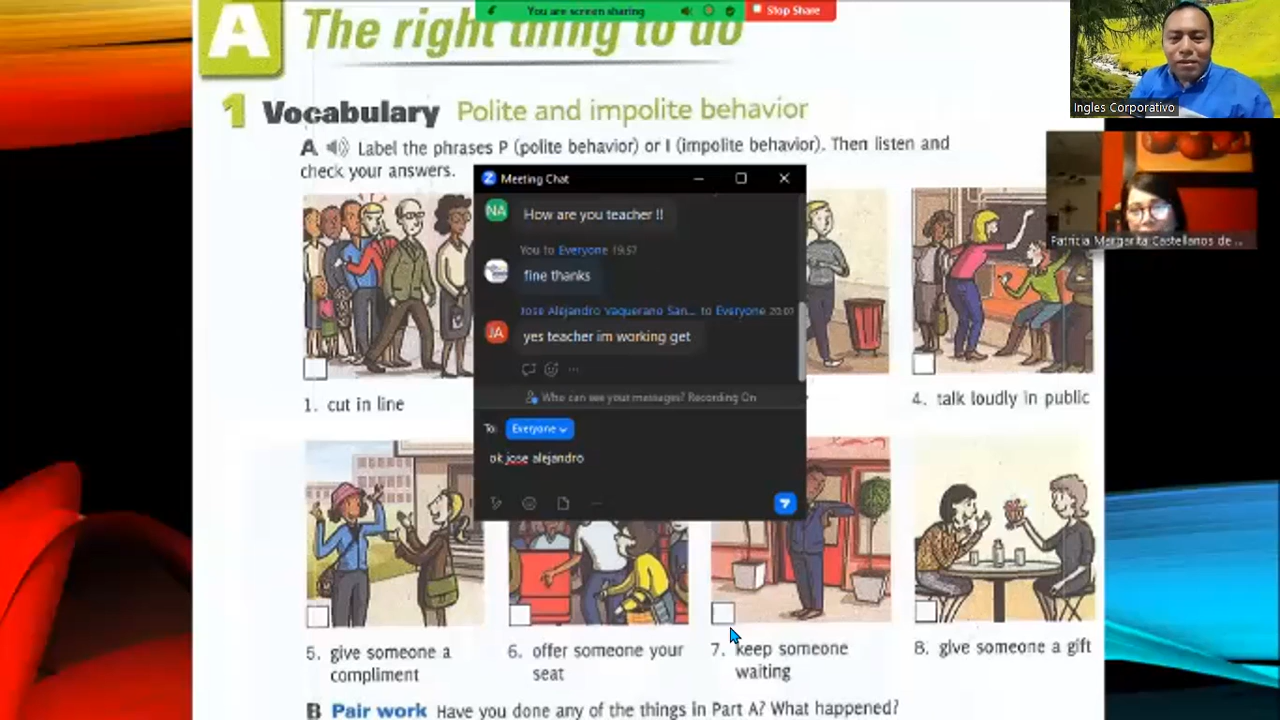 You are screen sharing
Stop Share
A
The right thing to do
Ingles Corporativo
1 Vocabulary Polite and impolite behavior
A Label the phrases P (polite behavior) or I (impolite behavior). Then listen and
check your answers.
Patricia Margarita Castellanos de ...
Meeting Chat
NA
How are you teacher !!
You to Everyone 19:57
fine thanks
Jose Alejandro Vaquerano San... to Everyone 20:07
JA
yes teacher im working get
Who can see your messages? Recording On
To: Everyone
ok jose alejandro
1. cut in line
4. talk loudly in public
5. give someone a
compliment
6. offer someone your
seat
7. keep someone
waiting
8. give someone a gift
B Pair work Have you done any of the things in Part A? What happened?